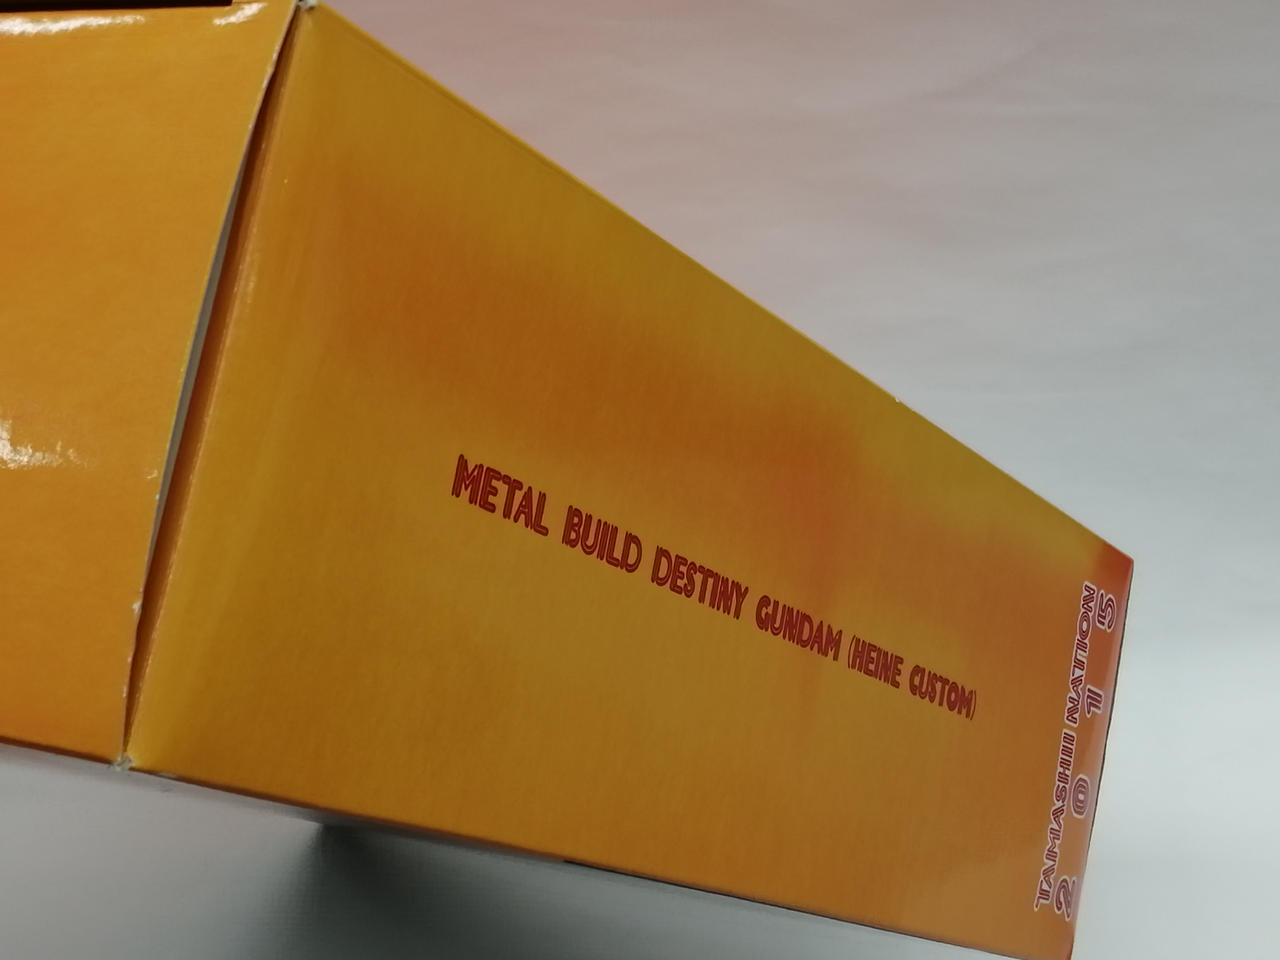 METAL BUILD DESTINY GUNDAM (HEINE CUSTOM)
TAMASHII NATION
2015